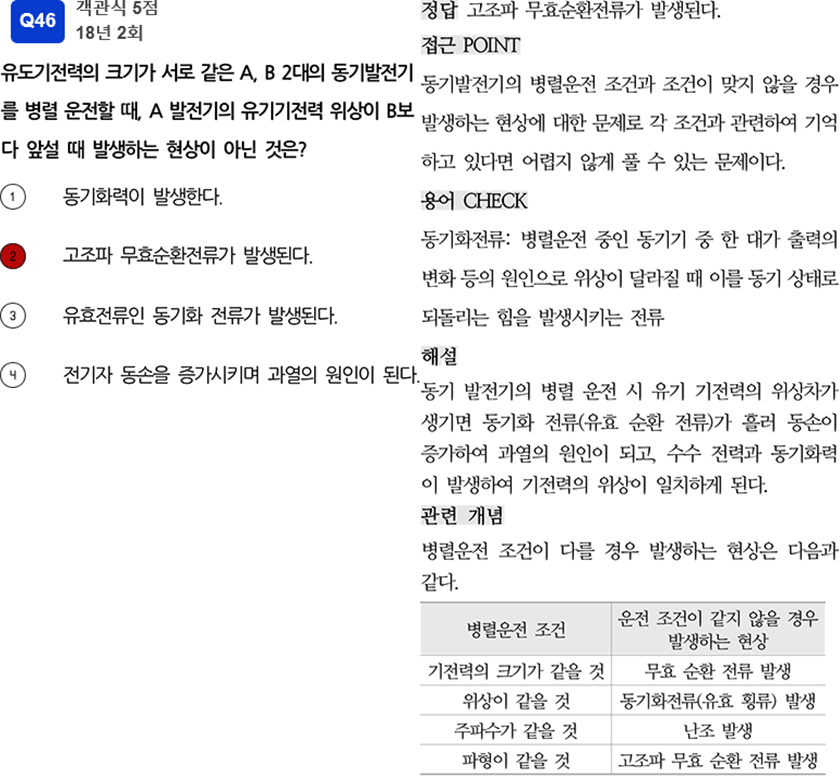 Q46
객관식 5점
18년 2회
유도기전력의 크기가 서로 같은 A, B 2대의 동기발전기
를 병렬 운전할 때, A 발전기의 유기기전력 위상이 B보
다 앞설 때 발생하는 현상이 아닌 것은?
1 동기화력이 발생한다.
2 고조파 무효순환전류가 발생된다.
3 유효전류인 동기화 전류가 발생된다.
4 전기자 동손을 증가시키며 과열의 원인이 된다.
정답 고조파 무효순환전류가 발생된다.
접근 POINT
동기발전기의 병렬운전 조건과 조건이 맞지 않을 경우
발생하는 현상에 대한 문제로 각 조건과 관련하여 기억
하고 있다면 어렵지 않게 풀 수 있는 문제이다.
용어 CHECK
동기화전류: 병렬운전 중인 동기기 중 한 대가 출력의
변화 등의 원인으로 위상이 달라질 때 이를 동기 상태로
되돌리는 힘을 발생시키는 전류
해설
동기 발전기의 병렬 운전 시 유기 기전력의 위상차가
생기면 동기화 전류(유효 순환 전류)가 흘러 동손이
증가하여 과열의 원인이 되고, 수수 전력과 동기화력
이 발생하여 기전력의 위상이 일치하게 된다.
관련 개념
병렬운전 조건이 다를 경우 발생하는 현상은 다음과
같다.
병렬운전 조건
운전 조건이 같지 않을 경우
발생하는 현상
기전력의 크기가 같을 것 무효 순환 전류 발생
위상이 같을 것 동기화전류(유효 횡류) 발생
주파수가 같을 것 난조 발생
파형이 같을 것 고조파 무효 순환 전류 발생